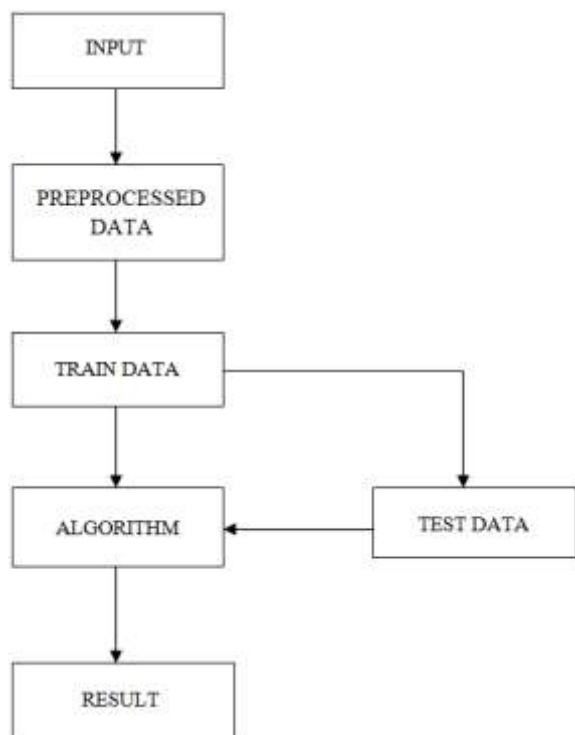 INPUT
PREPROCESSED
DATA
TRAIN DATA
ALGORITHM
TEST DATA
RESULT